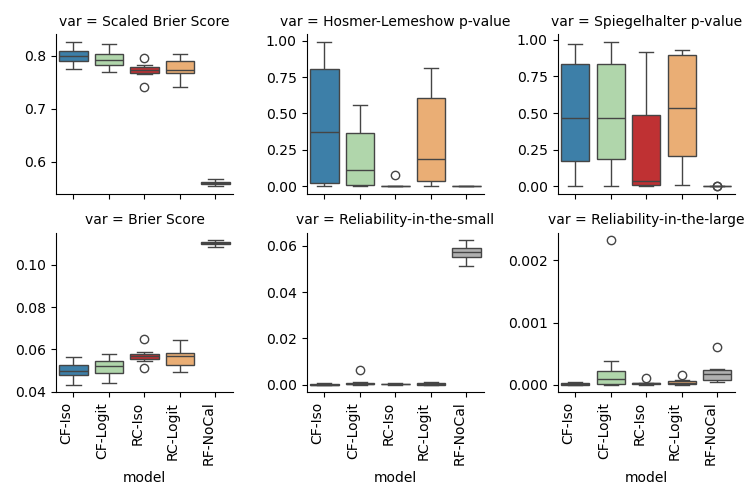 var = Scaled Brier Score
var = Hosmer-Lemeshow p-value
var = Spiegelhalter p-value
0.8
0.7
0.6
1.00
0.75
0.50
0.25
0.00
1.00
0.75
0.50
0.25
0.00
var = Brier Score
var = Reliability-in-the-small
var = Reliability-in-the-large
0.10
0.08
0.06
0.04
0.06
0.04
0.02
0.00
0.002
0.001
0.000
CF-Iso
CF-Logit
RC-Iso
RC-Logit
RF-NoCal
CF-Iso
CF-Logit
RC-Iso
RC-Logit
RF-NoCal
CF-Iso
CF-Logit
RC-Iso
RC-Logit
RF-NoCal
model
model
model